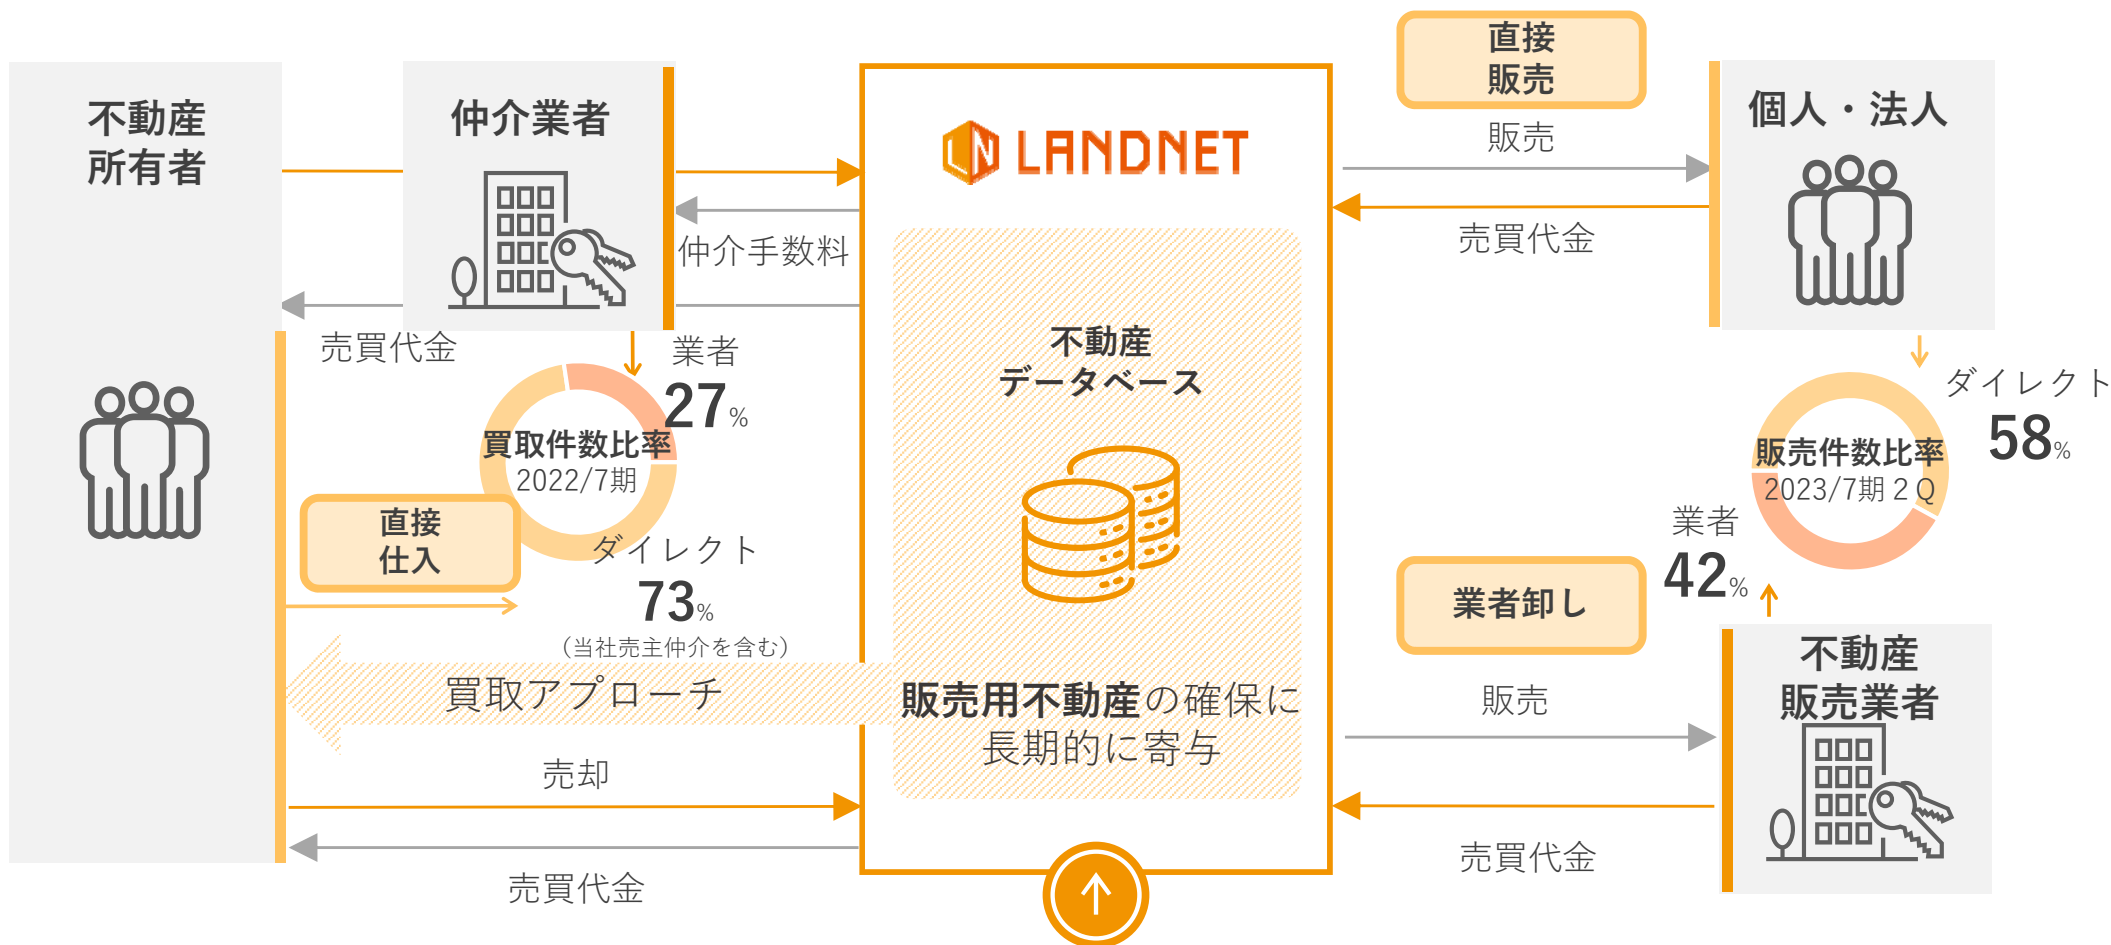 不動産
所有者
仲介業者
LANDNET
仲介手数料
売買代金
業者
27%
買取件数比率
2022/7期
直接
仕入
ダイレクト
73%
（当社売主仲介を含む）
買取アプローチ
売却
売買代金
不動産
データベース
販売用不動産の確保に
長期的に寄与
直接
販売
販売
売買代金
個人・法人
ダイレクト
58%
販売件数比率
2023/7期２Q
業者
42%
業者卸し
販売
売買代金
不動産
販売業者